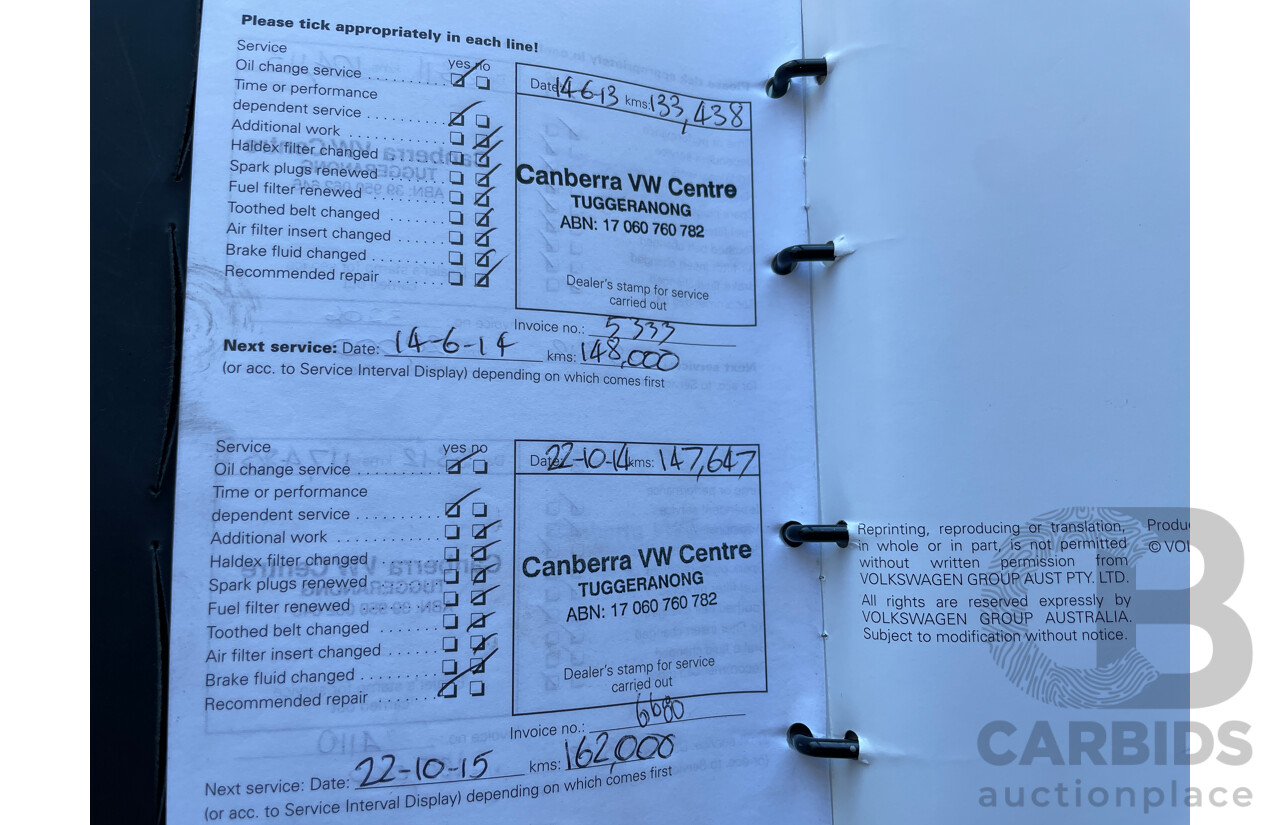 Please tick appropriately in each line!
Service
yes no
Oil change service
Time or performance
dependent service
Additional work
Haldex filter changed
Spark plugs renewed
Fuel filter renewed
Toothed belt changed
Air filter insert changed
Brake fluid changed
Recommended repair
Date: 14-6-13 kms: 133,438
Canberra VW Centre
TUGGERANONG
ABN: 17 060 760 782
Dealer's stamp for service
carried out
Invoice no.: 5333
Next service: Date: 14-6-14 kms: 148,000
(or acc. to Service Interval Display) depending on which comes first
Service
yes no
Oil change service
Time or performance
dependent service
Additional work
Haldex filter changed
Spark plugs renewed
Fuel filter renewed
Toothed belt changed
Air filter insert changed
Brake fluid changed
Recommended repair
Date: 22-10-14 kms: 147,647
Canberra VW Centre
TUGGERANONG
ABN: 17 060 760 782
Dealer's stamp for service
carried out
Invoice no.: 6680
Next service: Date: 22-10-15 kms: 162,000
(or acc. to Service Interval Display) depending on which comes first
Reprinting, reproducing or translation,
in whole or in part, is not permitted
without written permission from
VOLKSWAGEN GROUP AUST PTY. LTD.
All rights are reserved expressly by
VOLKSWAGEN GROUP AUSTRALIA.
Subject to modification without notice.
Produ
© VOL
CARBIDS
auctionplace